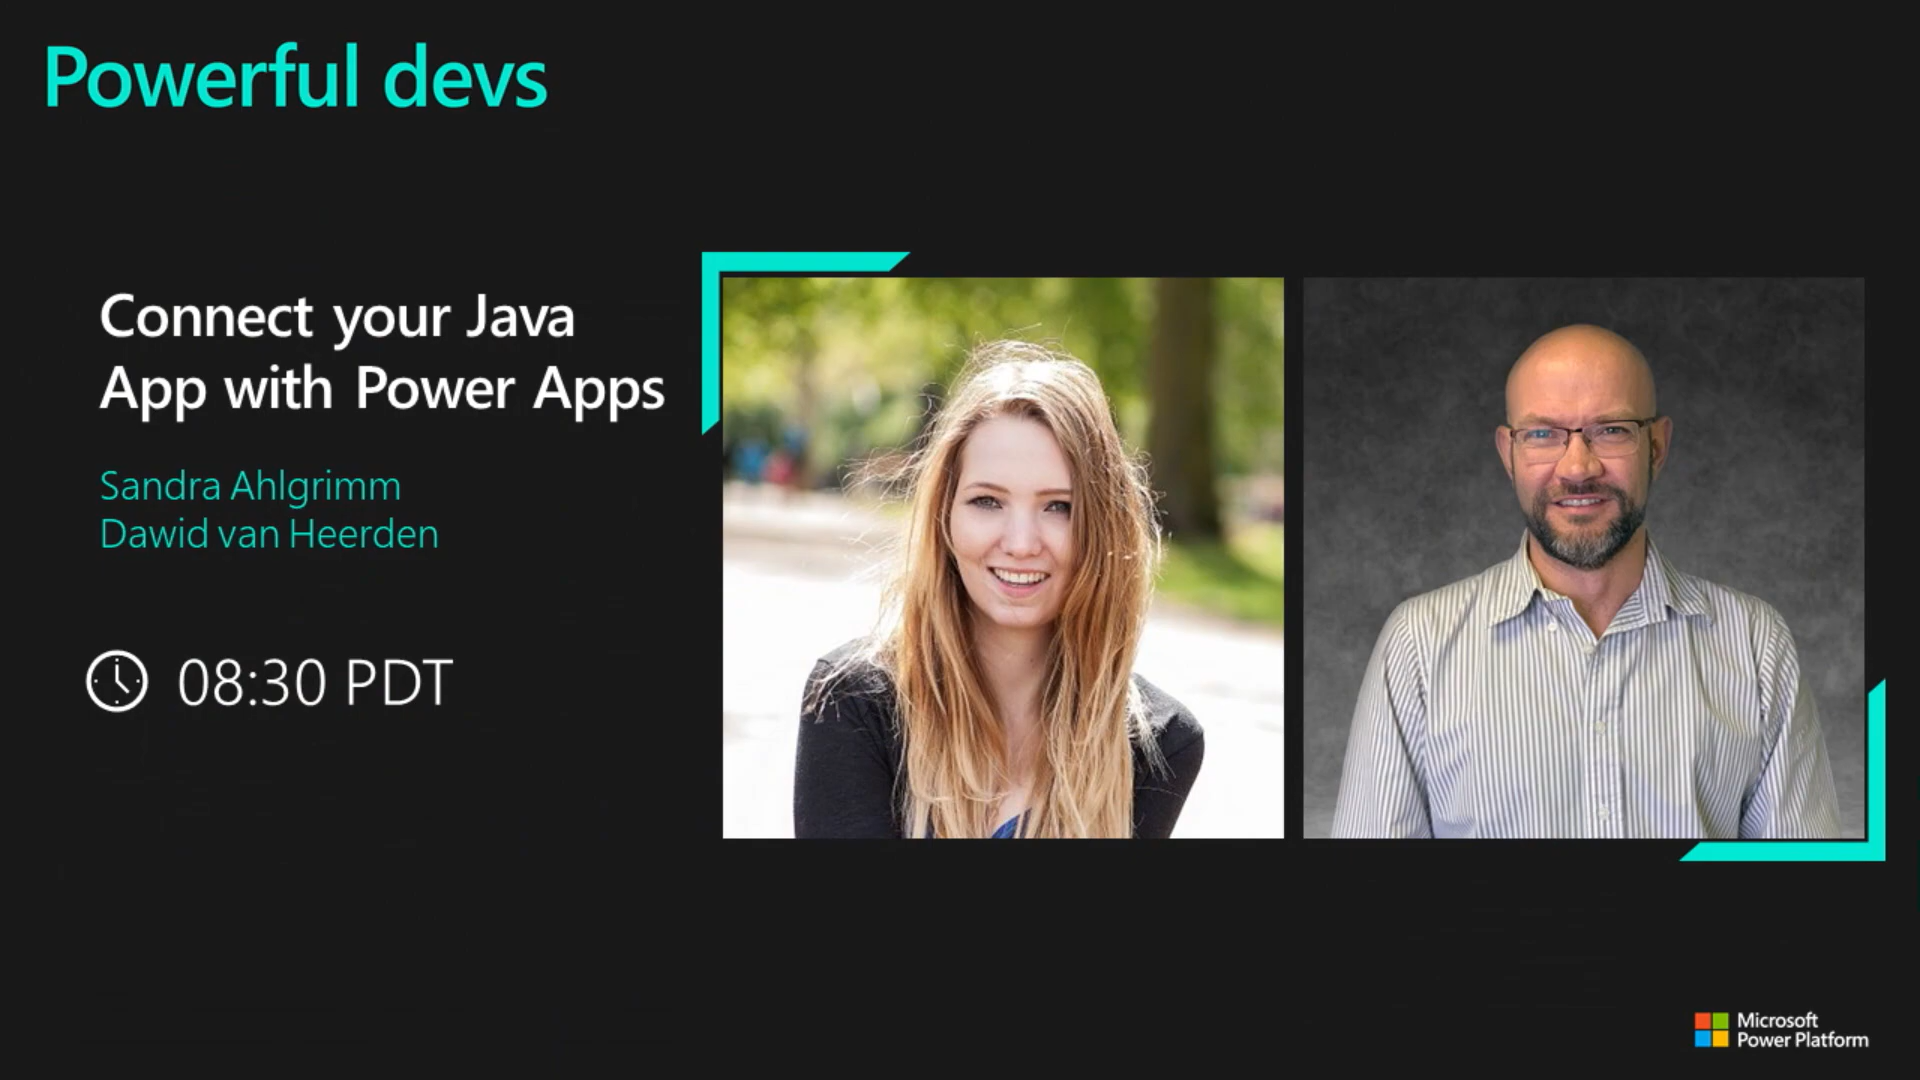 Powerful devs
Connect your Java
App with Power Apps
Sandra Ahlgrimm
Dawid van Heerden
08:30 PDT
Microsoft
Power Platform